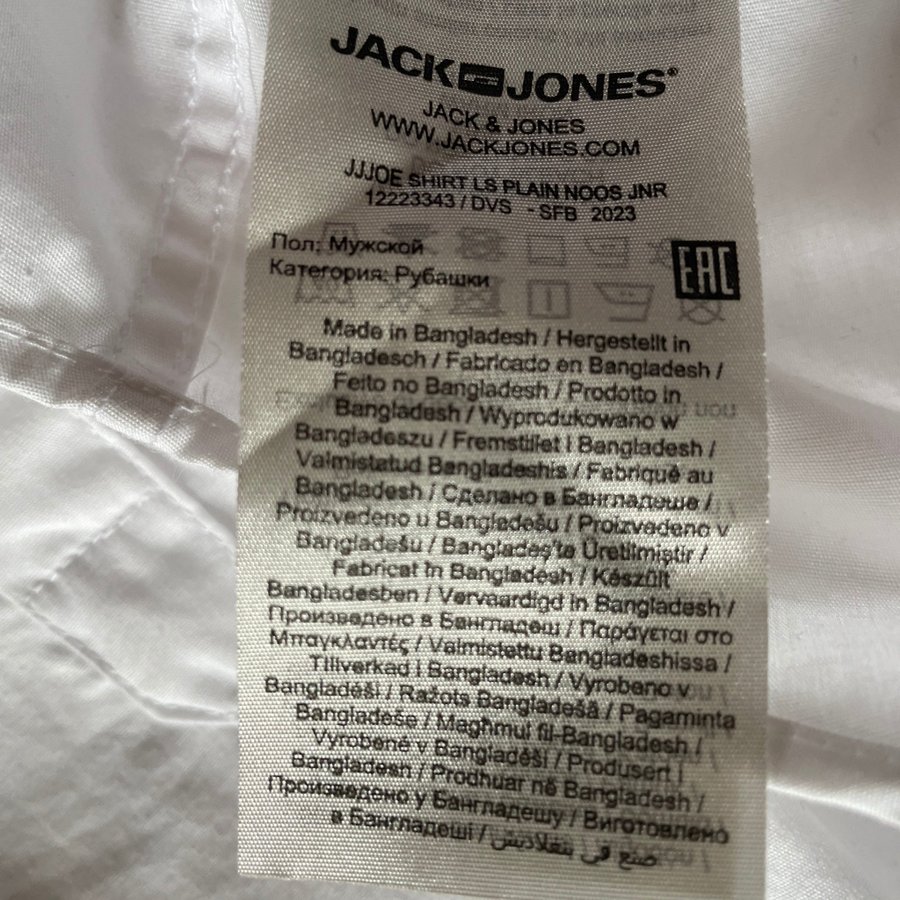 JACK JONES®
JACK & JONES
WWW.JACKJONES.COM
JJJOE SHIRT LS PLAIN NOOS JNR
12223343 / DVS - SFB 2023
Пол: Мужской
Категория: Рубашки
EAC
Made in Bangladesh / Hergestellt in
Bangladesch / Fabricado en Bangladesh /
Feito no Bangladesh / Prodotto in
Bangladesh / Wyprodukowano w
Bangladeszu / Fremstillet i Bangladesh /
Valmistatud Bangladeshis / Fabriqué au
Bangladesh / Сделано в Бангладеше /
Proizvedeno u Bangladešu / Proizvedeno v
Bangladešu / Bangladeş'te Üretilmiştir /
Fabricat în Bangladesh / Készült
Bangladesben / Vervaardigd in Bangladesh /
Произведено в Бангладеш / Παράγεται στο
Μπαγκλαντές / Valmistettu Bangladeshissa /
Tillverkad i Bangladesh / Vyrobeno v
Bangladéši / Ražots Bangladešā / Pagaminta
Bangladeše / Magħmul fil-Bangladesh /
Vyrobené v Bangladéši / Produsert i
Bangladesh / Prodhuar në Bangladesh /
Произведено у Бангладешу / Виготовлено
в Бангладеші / صنع في بنغلاديش